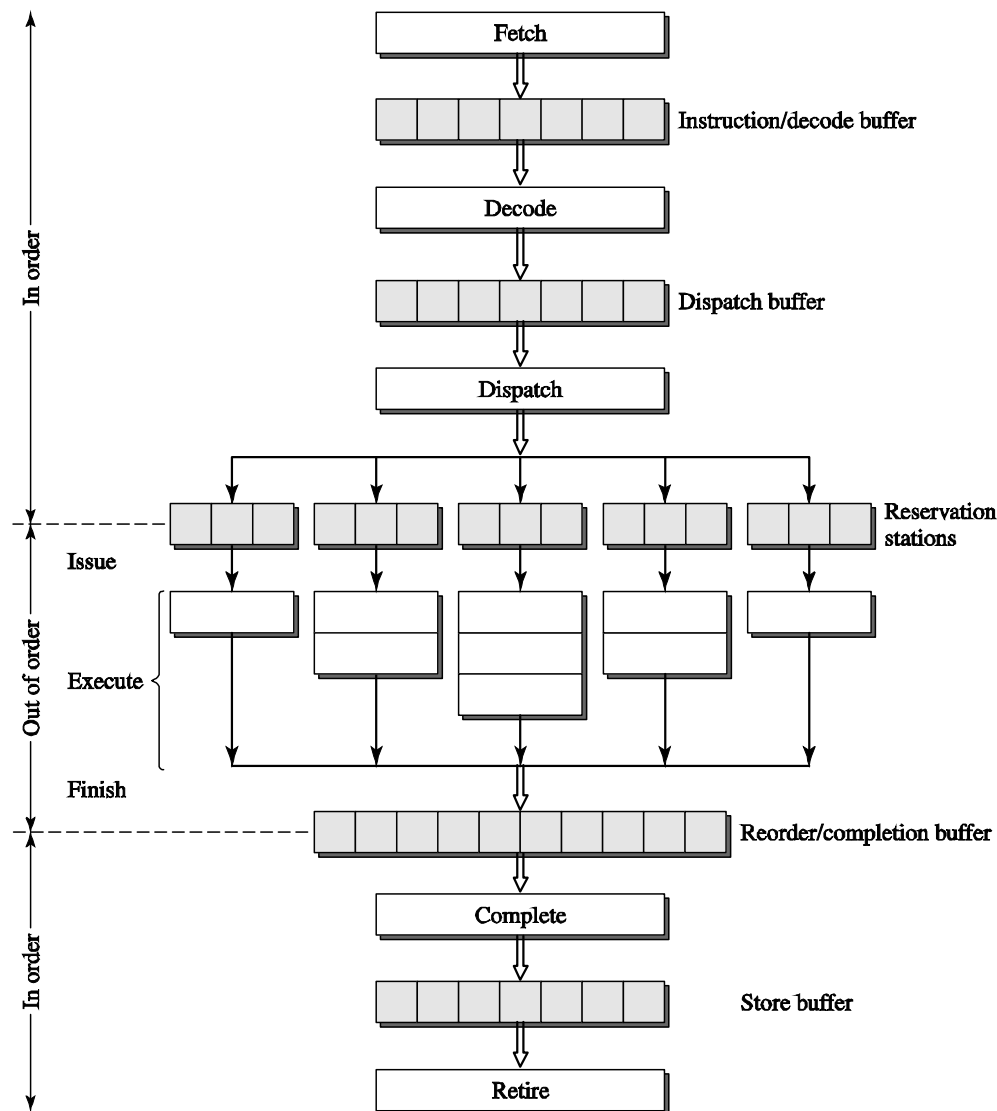 Fetch
Instruction/decode buffer
Decode
In order
Dispatch buffer
Dispatch
Reservation
stations
Issue
Out of order
Execute
Finish
Reorder/completion buffer
Complete
In order
Store buffer
Retire